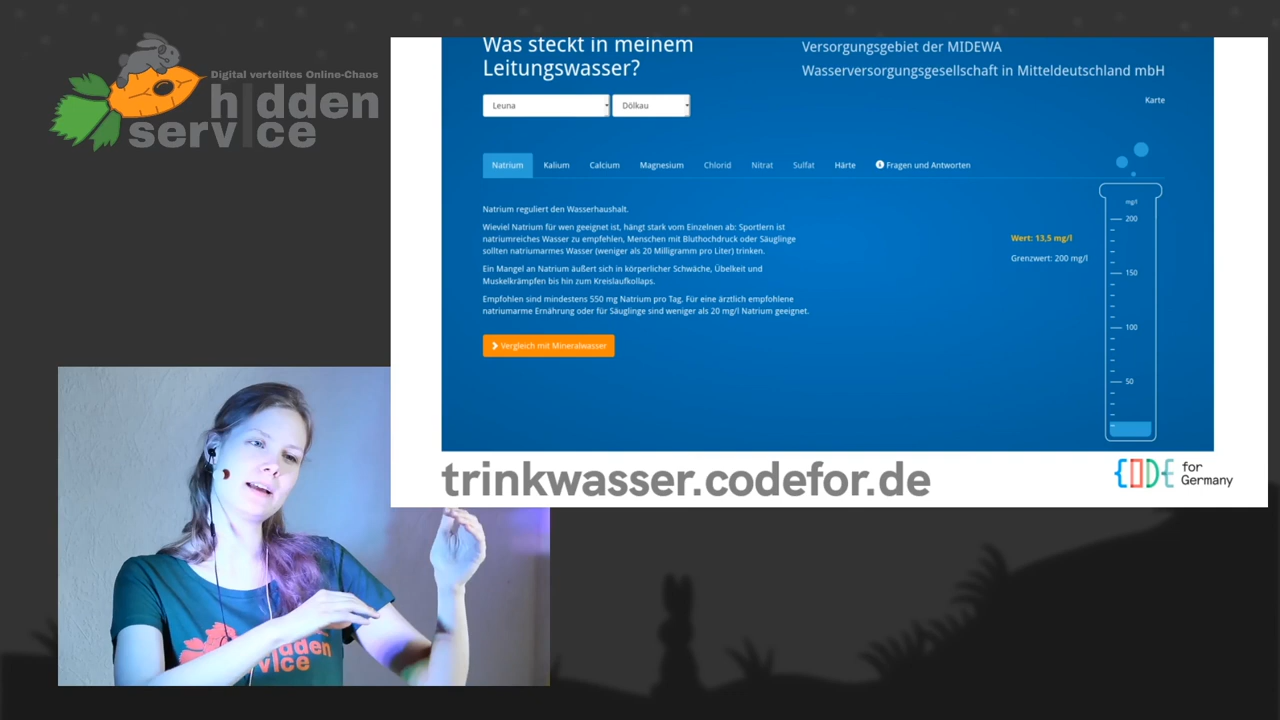 Digital verteiltes Online-Chaos
hidden
service
Was steckt in meinem
Leitungswasser?
Leuna
Dölkau
Versorgungsgebiet der MIDEWA
Wasserversorgungsgesellschaft in Mitteldeutschland mbH
Karte
Natrium Kalium Calcium Magnesium Chlorid Nitrat Sulfat Härte Fragen und Antworten
Natrium reguliert den Wasserhaushalt.
Wieviel Natrium für wen geeignet ist, hängt stark vom Einzelnen ab: Sportlern ist
natriumreiches Wasser zu empfehlen, Menschen mit Bluthochdruck oder Säuglinge
sollten natriumarmes Wasser (weniger als 20 Milligramm pro Liter) trinken.
Ein Mangel an Natrium äußert sich in körperlicher Schwäche, Übelkeit und
Muskelkrämpfen bis hin zum Kreislaufkollaps.
Empfohlen sind mindestens 550 mg Natrium pro Tag. Für eine ärztlich empfohlene
natriumarme Ernährung oder für Säuglinge sind weniger als 20 mg/l Natrium geeignet.
Vergleich mit Mineralwasser
Wert: 13,5 mg/l
Grenzwert: 200 mg/l
mg/l
200
150
100
50
trinkwasser.codefor.de
CODE for
Germany
hidden
service